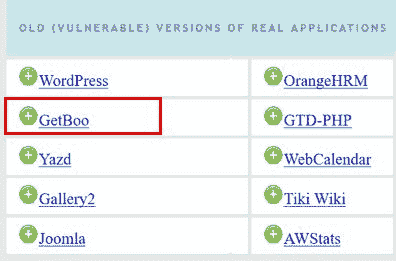 OLD (VULNERABLE) VERSIONS OF REAL APPLICATIONS
WordPress OrangeHRM
GetBoo GTD-PHP
Yazd WebCalendar
Gallery2 Tiki Wiki
Joomla AWStats